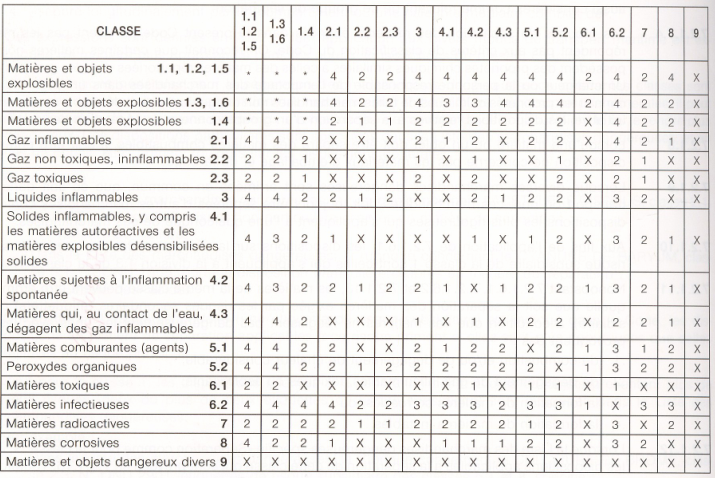 CLASSE 1.1 1.2 1.5 1.3 1.6 1.4 2.1 2.2 2.3 3 4.1 4.2 4.3 5.1 5.2 6.1 6.2 7 8 9
Matières et objets 1.1, 1.2, 1.5
explosibles * * * 4 2 2 4 4 4 4 4 4 2 4 2 4 X
Matières et objets explosibles 1.3, 1.6 * * * 4 2 2 4 3 3 4 4 4 2 4 2 2 X
Matières et objets explosibles 1.4 * * * 2 1 1 2 2 2 2 2 2 X 4 2 2 X
Gaz inflammables 2.1 4 4 2 X X X 2 1 2 X 2 2 X 4 2 1 X
Gaz non toxiques, ininflammables 2.2 2 2 1 X X X 1 X 1 X X 1 X 2 1 X X
Gaz toxiques 2.3 2 2 1 X X X 2 X 2 X X 2 X 2 1 X X
Liquides inflammables 3 4 4 2 2 1 2 X X 2 1 2 2 X 3 2 X X
Solides inflammables, y compris 4.1
les matières autoréactives et les
matières explosibles désensibilisées
solides 4 3 2 1 X X X X 1 X 1 2 X 3 2 1 X
Matières sujettes à l'inflammation 4.2
spontanée 4 3 2 2 1 2 2 1 X 1 2 2 1 3 2 1 X
Matières qui, au contact de l'eau, 4.3
dégagent des gaz inflammables 4 4 2 X X X 1 X 1 X 2 2 X 2 2 1 X
Matières comburantes (agents) 5.1 4 4 2 2 X X 2 1 2 2 X 2 1 3 1 2 X
Peroxydes organiques 5.2 4 4 2 2 1 2 2 2 2 2 2 X 1 3 2 2 X
Matières toxiques 6.1 2 2 X X X X X X 1 X 1 1 X 1 X X X
Matières infectieuses 6.2 4 4 4 4 2 2 3 3 3 2 3 3 1 X 3 3 X
Matières radioactives 7 2 2 2 2 1 1 2 2 2 2 1 2 X 3 X 2 X
Matières corrosives 8 4 2 2 1 X X X 1 1 1 2 2 X 3 2 X X
Matières et objets dangereux divers 9 X X X X X X X X X X X X X X X X X